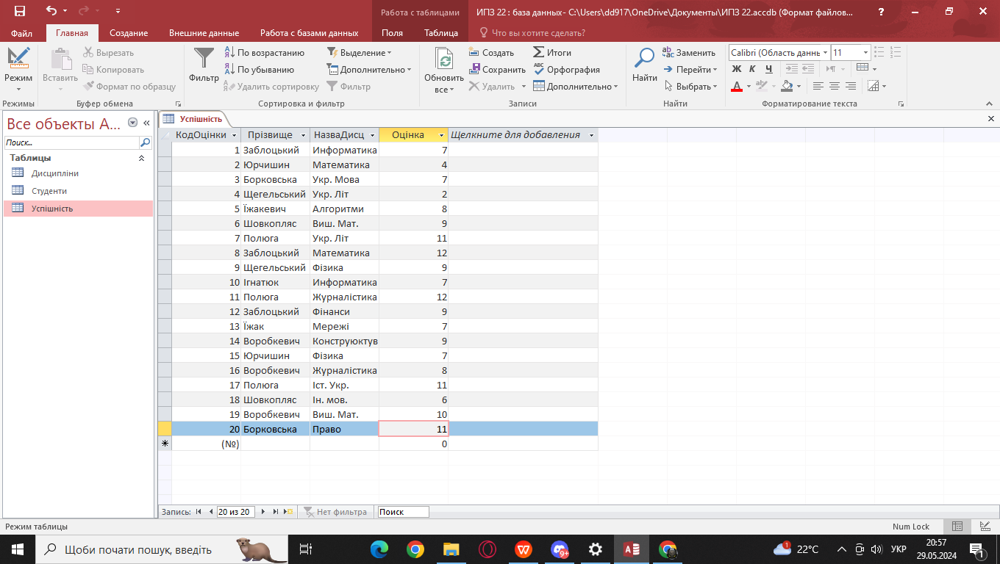 Работа с таблицами
ИПЗ 22 : база данных- C:\Users\dd917\OneDrive\Документы\ИПЗ 22.accdb (Формат файлов...
?
Файл Главная Создание Внешние данные Работа с базами данных Поля Таблица Что вы хотите сделать?
Режим
Вставить
Вырезать
Копировать
Формат по образцу
Фильтр
По возрастанию
По убыванию
Удалить сортировку
Выделение
Дополнительно
Фильтр
Обновить все
Создать
Сохранить
Удалить
Итоги
Орфография
Дополнительно
Найти
Заменить
Перейти
Выбрать
Calibri (Область данн 11
Ж К Ч
Режимы Буфер обмена Сортировка и фильтр Записи Найти Форматирование текста
Все объекты A...
Поиск...
Таблицы
Дисципліни
Студенти
Успішність
Успішність
КодОцінки Прізвище НазваДисц Оцінка Щелкните для добавления
1 Заблоцький Информатика 7
2 Юрчишин Математика 4
3 Борковська Укр. Мова 7
4 Щегельський Укр. Літ 2
5 Їжакевич Алгоритми 8
6 Шовкопляс Виш. Мат. 9
7 Полюга Укр. Літ 11
8 Заблоцький Математика 12
9 Щегельський Фізика 9
10 Ігнатюк Информатика 7
11 Полюга Журналістика 12
12 Заблоцький Фінанси 9
13 Їжак Мережі 7
14 Воробкевич Конструюктув 9
15 Юрчишин Фізика 7
16 Воробкевич Журналістика 8
17 Полюга Іст. Укр. 11
18 Шовкопляс Ін. мов. 6
19 Воробкевич Виш. Мат. 10
20 Борковська Право 11
(№) 0
Запись: 20 из 20 Нет фильтра Поиск
Режим таблицы
Num Lock
Щоби почати пошук, введіть
9+
1
22°C
УКР
20:57
29.05.2024
1